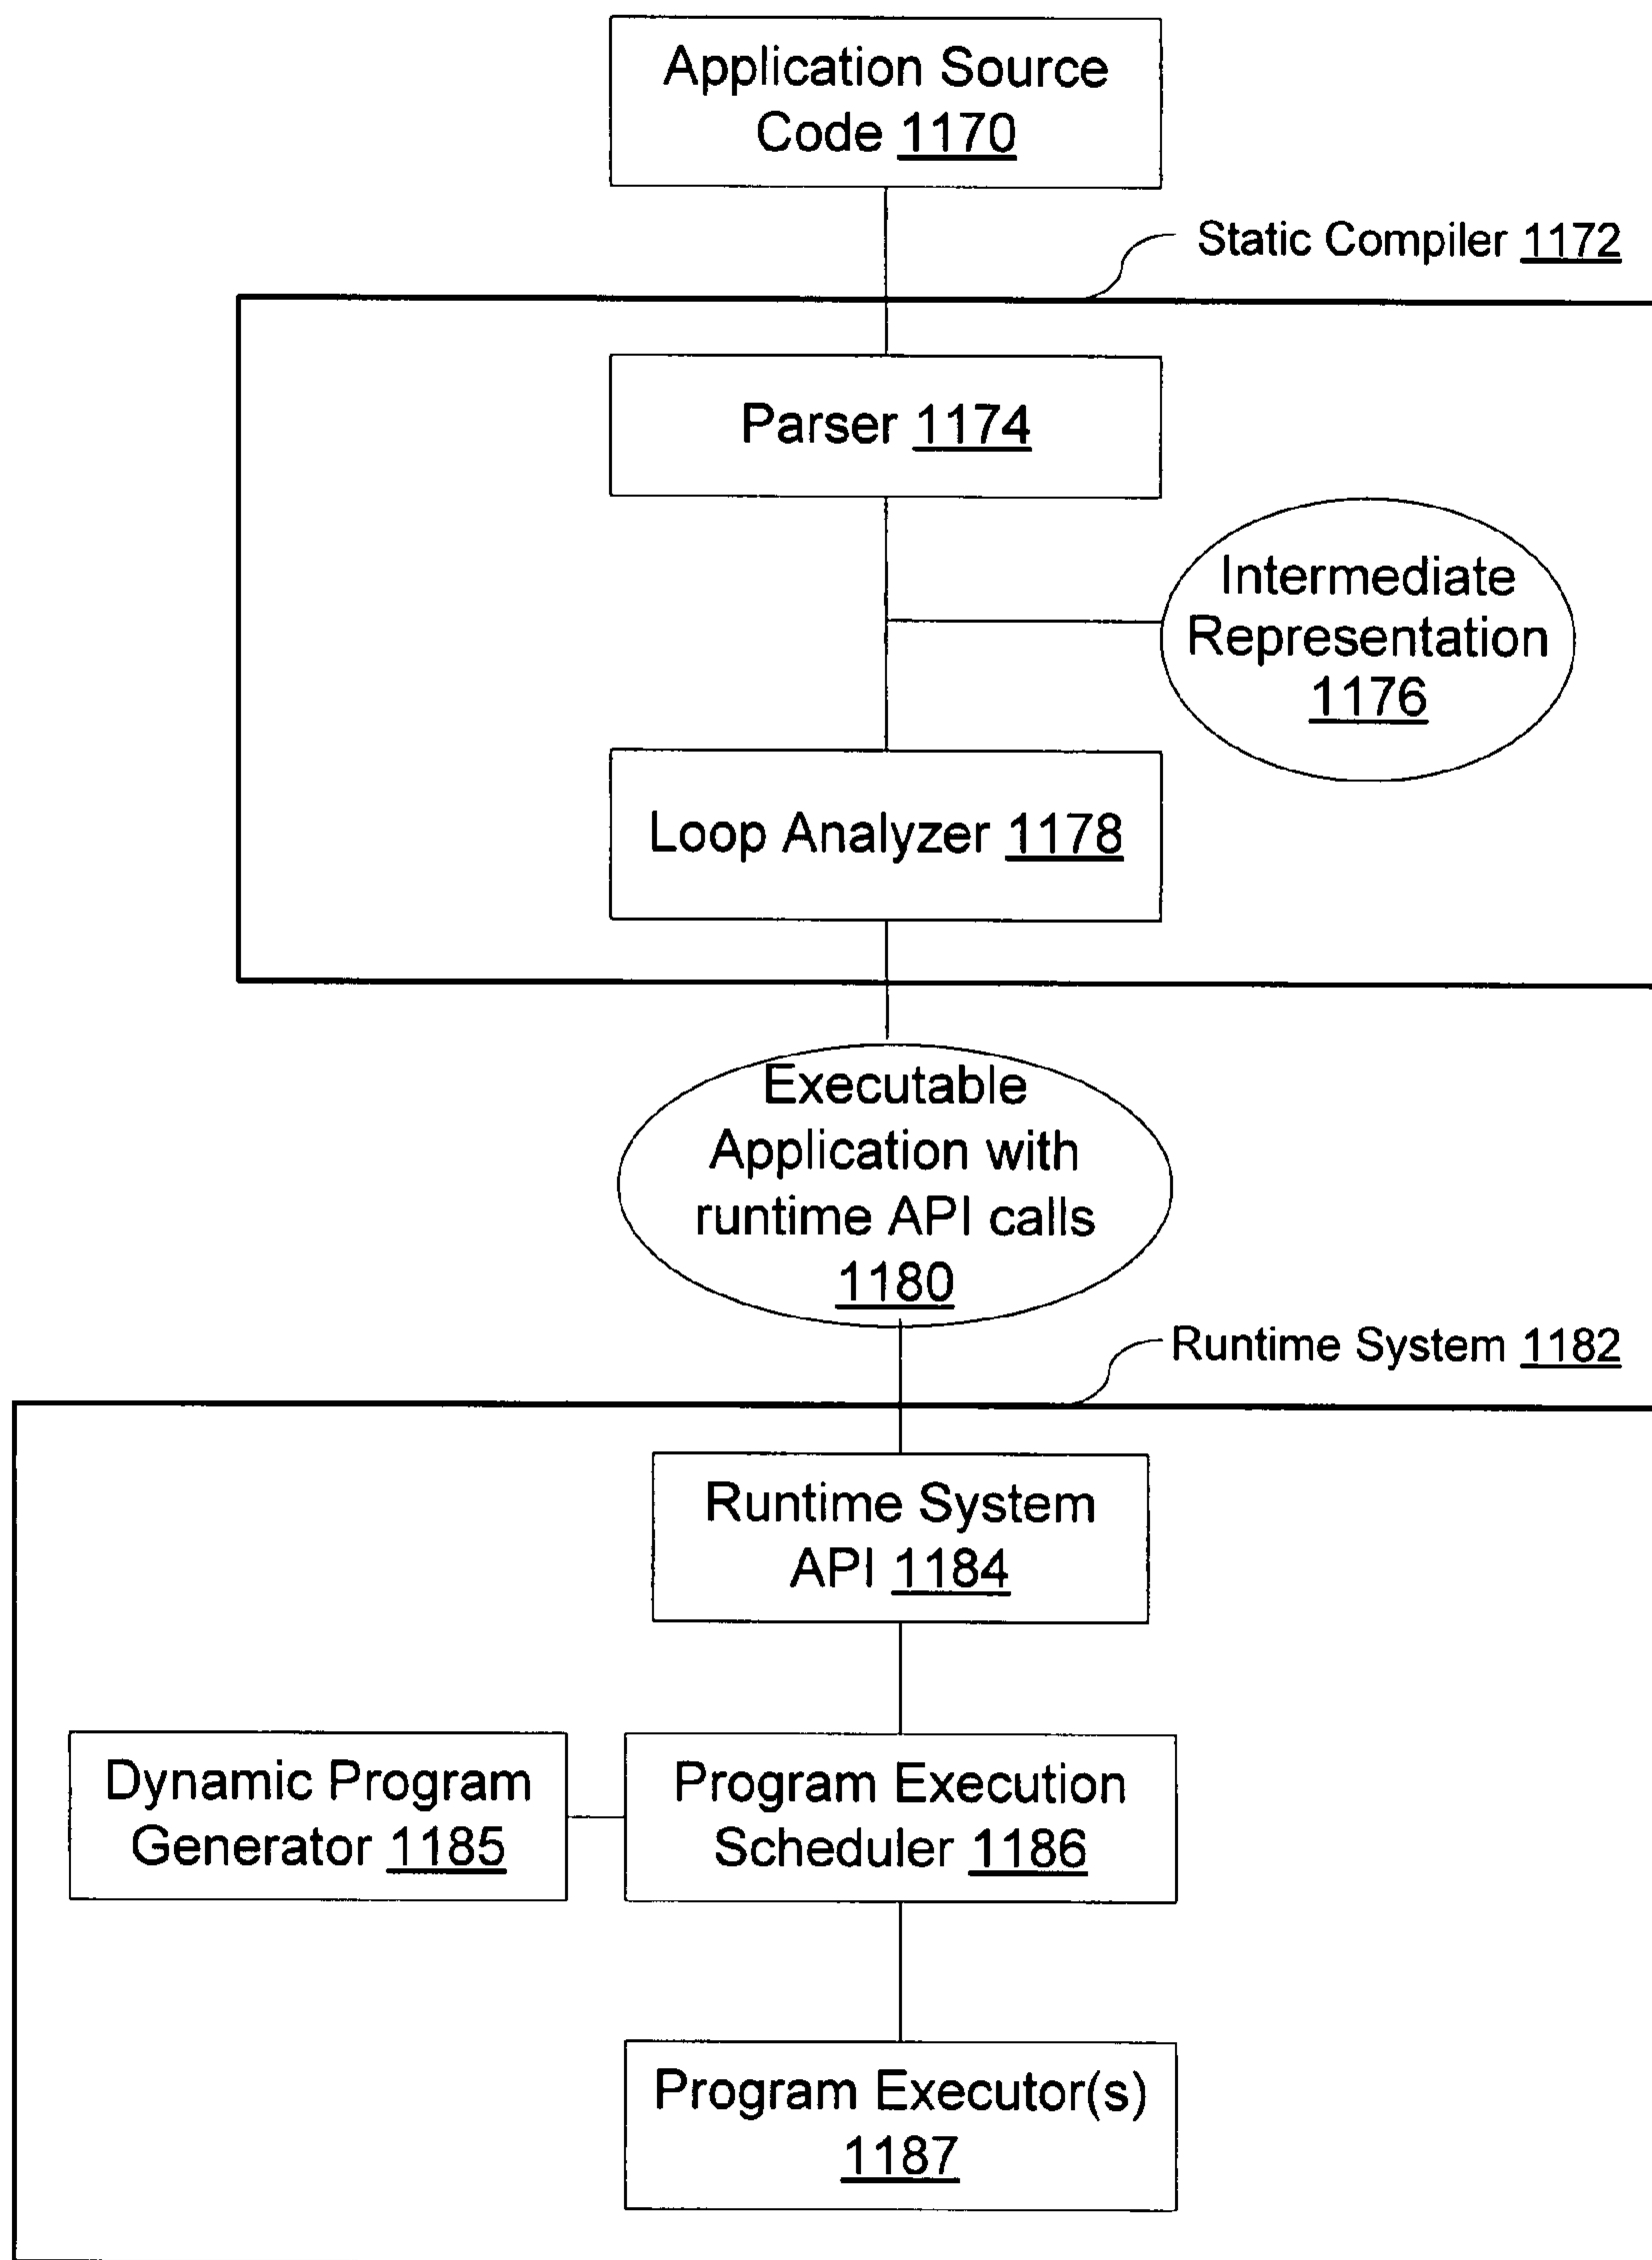 Application Source
Code 1170
Static Compiler 1172
Parser 1174
Intermediate
Representation
1176
Loop Analyzer 1178
Executable
Application with
runtime API calls
1180
Runtime System 1182
Runtime System
API 1184
Dynamic Program
Generator 1185
Program Execution
Scheduler 1186
Program Executor(s)
1187